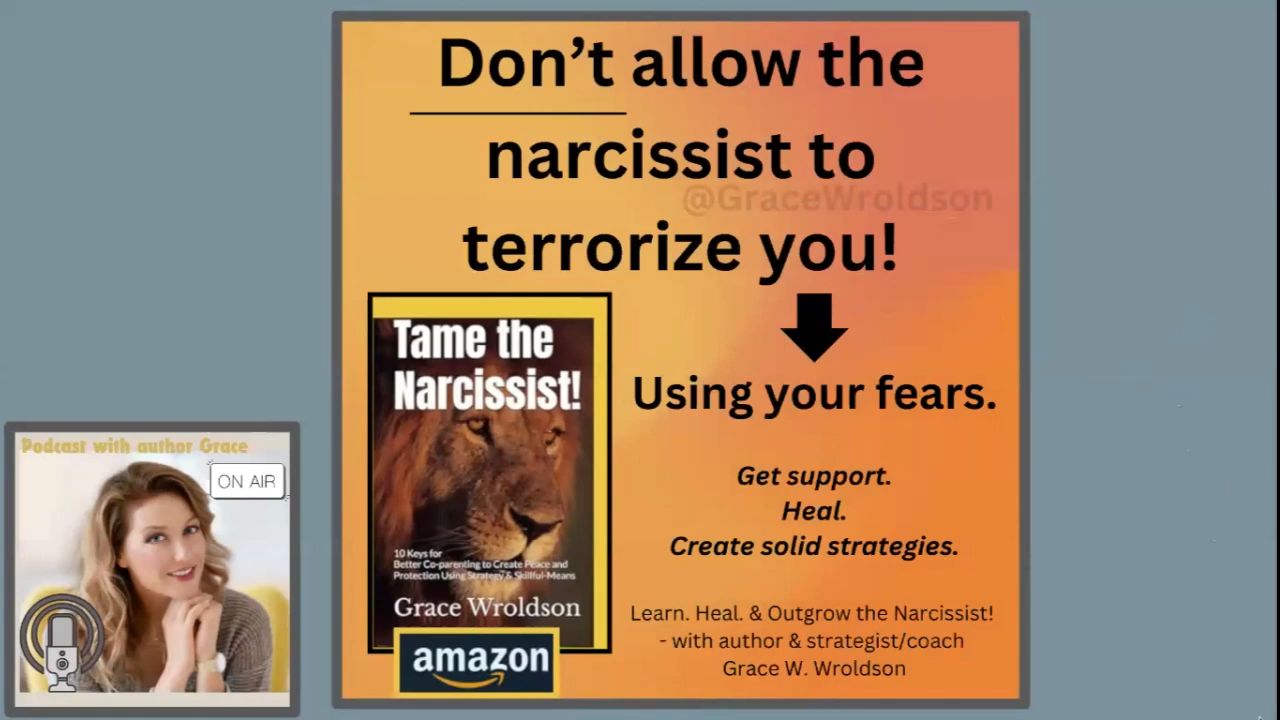 Don't allow the
narcissist to
@GraceWroldson
terrorize you!
Tame the
Narcissist!
10 Keys for
Better Co-parenting to Create Peace and
Protection Using Strategy & Skillful-Means
Grace Wroldson
amazon
Using your fears.
Get support.
Heal.
Create solid strategies.
Learn. Heal. & Outgrow the Narcissist!
- with author & strategist/coach
Grace W. Wroldson
Podcast with author Grace
ON AIR